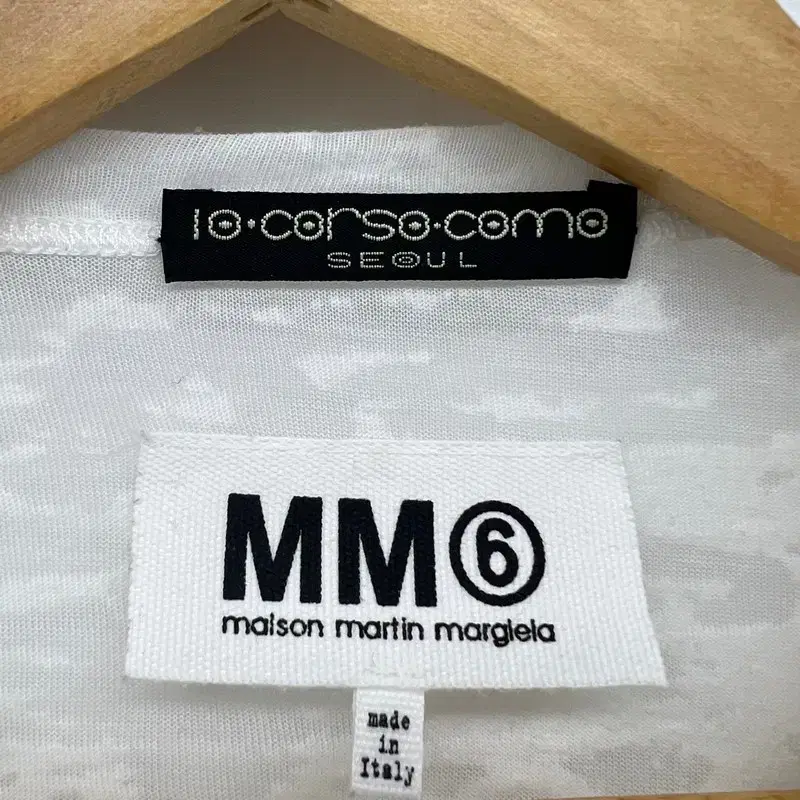 10·corso·como
SEOUL
MM⑥
maison martin margiela
made
in
Italy